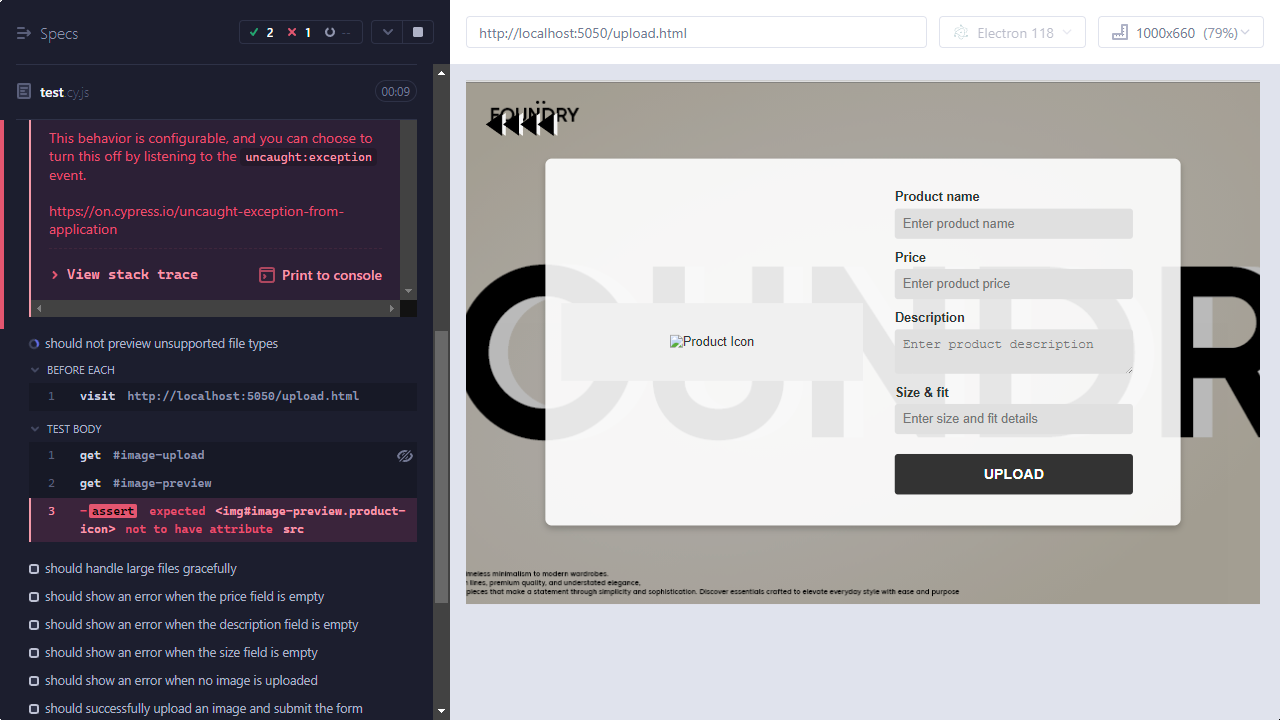 Specs
2
1
--
test cy.js
00:09
This behavior is configurable, and you can choose to
turn this off by listening to the uncaught:exception
event.
https://on.cypress.io/uncaught-exception-from-
application
View stack trace
Print to console
should not preview unsupported file types
BEFORE EACH
1 visit http://localhost:5050/upload.html
TEST BODY
1 get #image-upload
2 get #image-preview
3 -assert expected <img#image-preview.product-
icon> not to have attribute src
should handle large files gracefully
should show an error when the price field is empty
should show an error when the description field is empty
should show an error when the size field is empty
should show an error when no image is uploaded
should successfully upload an image and submit the form
http://localhost:5050/upload.html
Electron 118
1000x660 (79%)
FOUNDRY
OUNDR
Product Icon
Product name
Enter product name
Price
Enter product price
Description
Enter product description
Size & fit
Enter size and fit details
UPLOAD
meless minimalism to modern wardrobes.
lines, premium quality, and understated elegance,
pieces that make a statement through simplicity and sophistication. Discover essentials crafted to elevate everyday style with ease and purpose